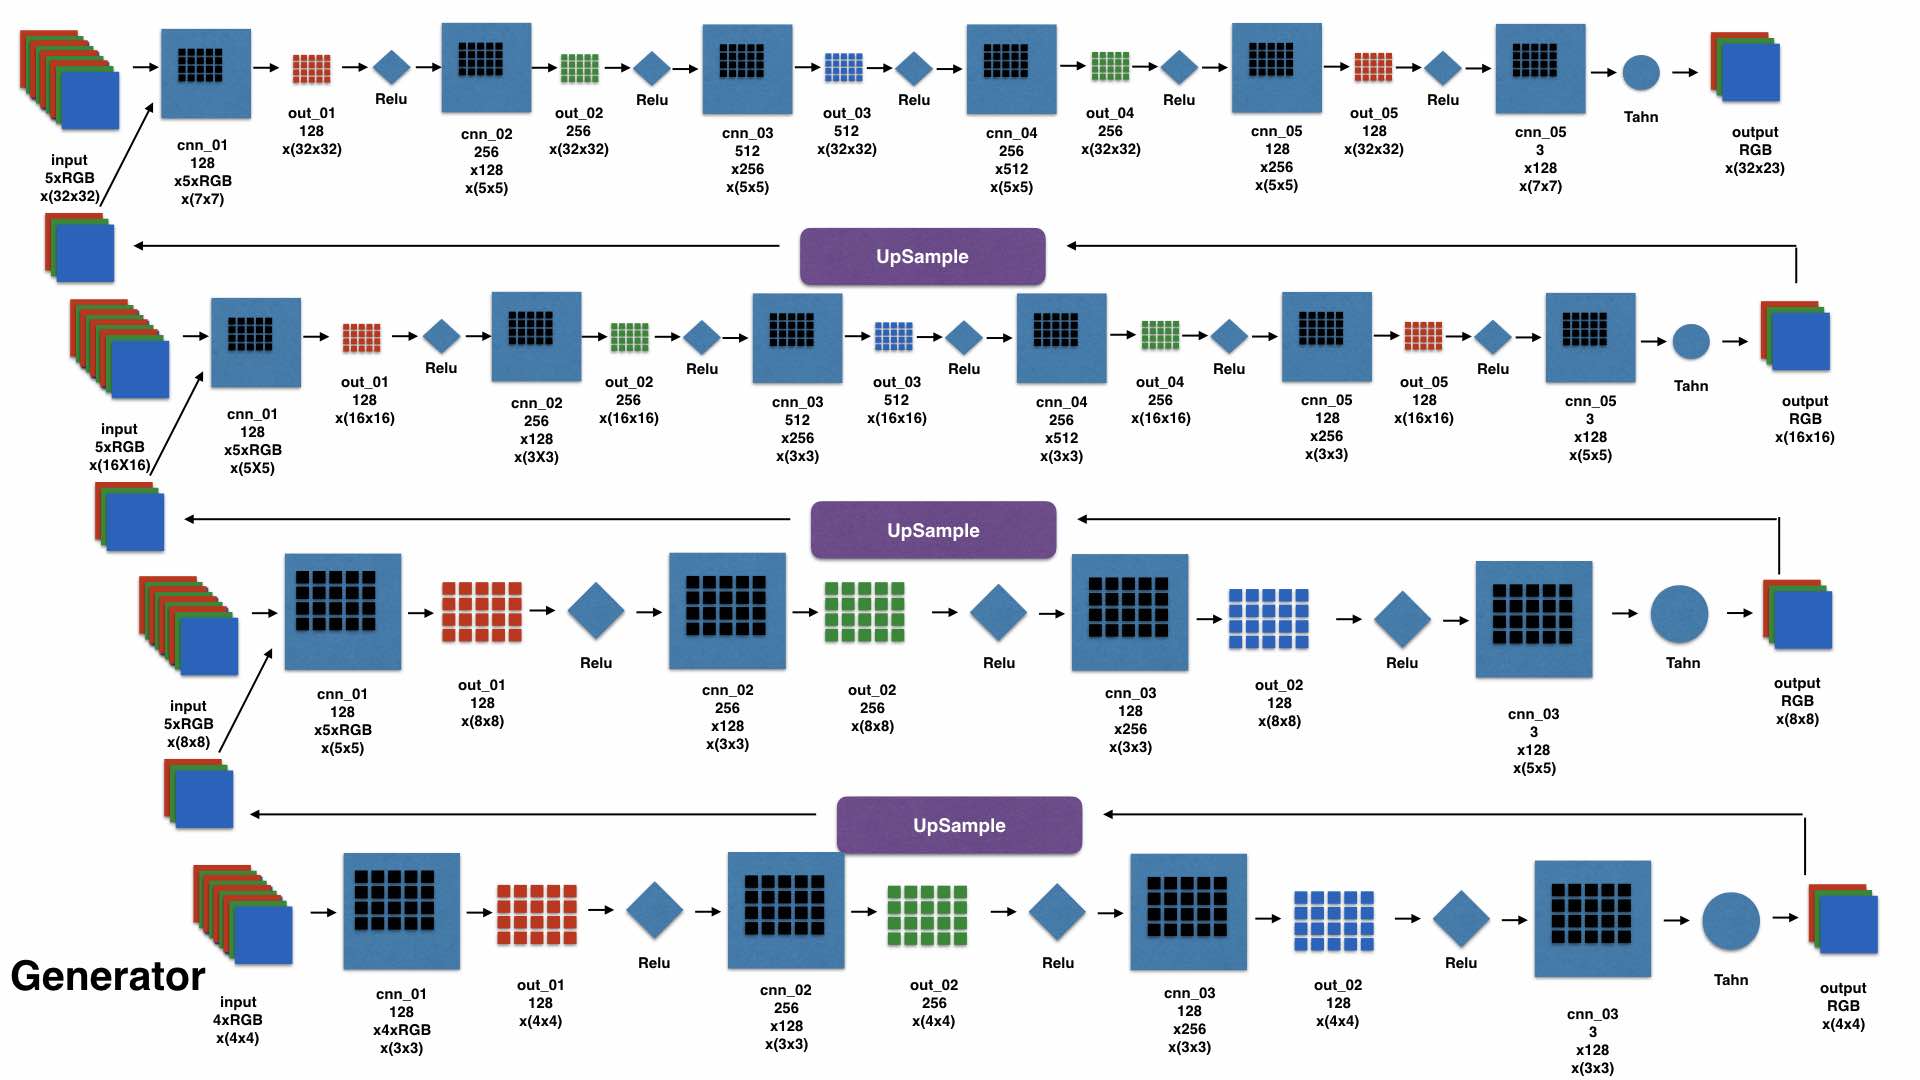 input
5xRGB
x(32x32)
cnn_01
128
x5xRGB
x(7x7)
out_01
128
x(32x32)
Relu
cnn_02
256
x128
x(5x5)
out_02
256
x(32x32)
Relu
cnn_03
512
x256
x(5x5)
out_03
512
x(32x32)
Relu
cnn_04
256
x512
x(5x5)
out_04
256
x(32x32)
Relu
cnn_05
128
x256
x(5x5)
out_05
128
x(32x32)
Relu
cnn_05
3
x128
x(7x7)
Tahn
output
RGB
x(32x23)
UpSample
input
5xRGB
x(16X16)
cnn_01
128
x5xRGB
x(5X5)
out_01
128
x(16x16)
Relu
cnn_02
256
x128
x(3X3)
out_02
256
x(16x16)
Relu
cnn_03
512
x256
x(3x3)
out_03
512
x(16x16)
Relu
cnn_04
256
x512
x(3x3)
out_04
256
x(16x16)
Relu
cnn_05
128
x256
x(3x3)
out_05
128
x(16x16)
Relu
cnn_05
3
x128
x(5x5)
Tahn
output
RGB
x(16x16)
UpSample
input
5xRGB
x(8x8)
cnn_01
128
x5xRGB
x(5x5)
out_01
128
x(8x8)
Relu
cnn_02
256
x128
x(3x3)
out_02
256
x(8x8)
Relu
cnn_03
128
x256
x(3x3)
out_02
128
x(8x8)
Relu
cnn_03
3
x128
x(5x5)
Tahn
output
RGB
x(8x8)
UpSample
Generator
input
4xRGB
x(4x4)
cnn_01
128
x4xRGB
x(3x3)
out_01
128
x(4x4)
Relu
cnn_02
256
x128
x(3x3)
out_02
256
x(4x4)
Relu
cnn_03
128
x256
x(3x3)
out_02
128
x(4x4)
Relu
cnn_03
3
x128
x(3x3)
Tahn
output
RGB
x(4x4)